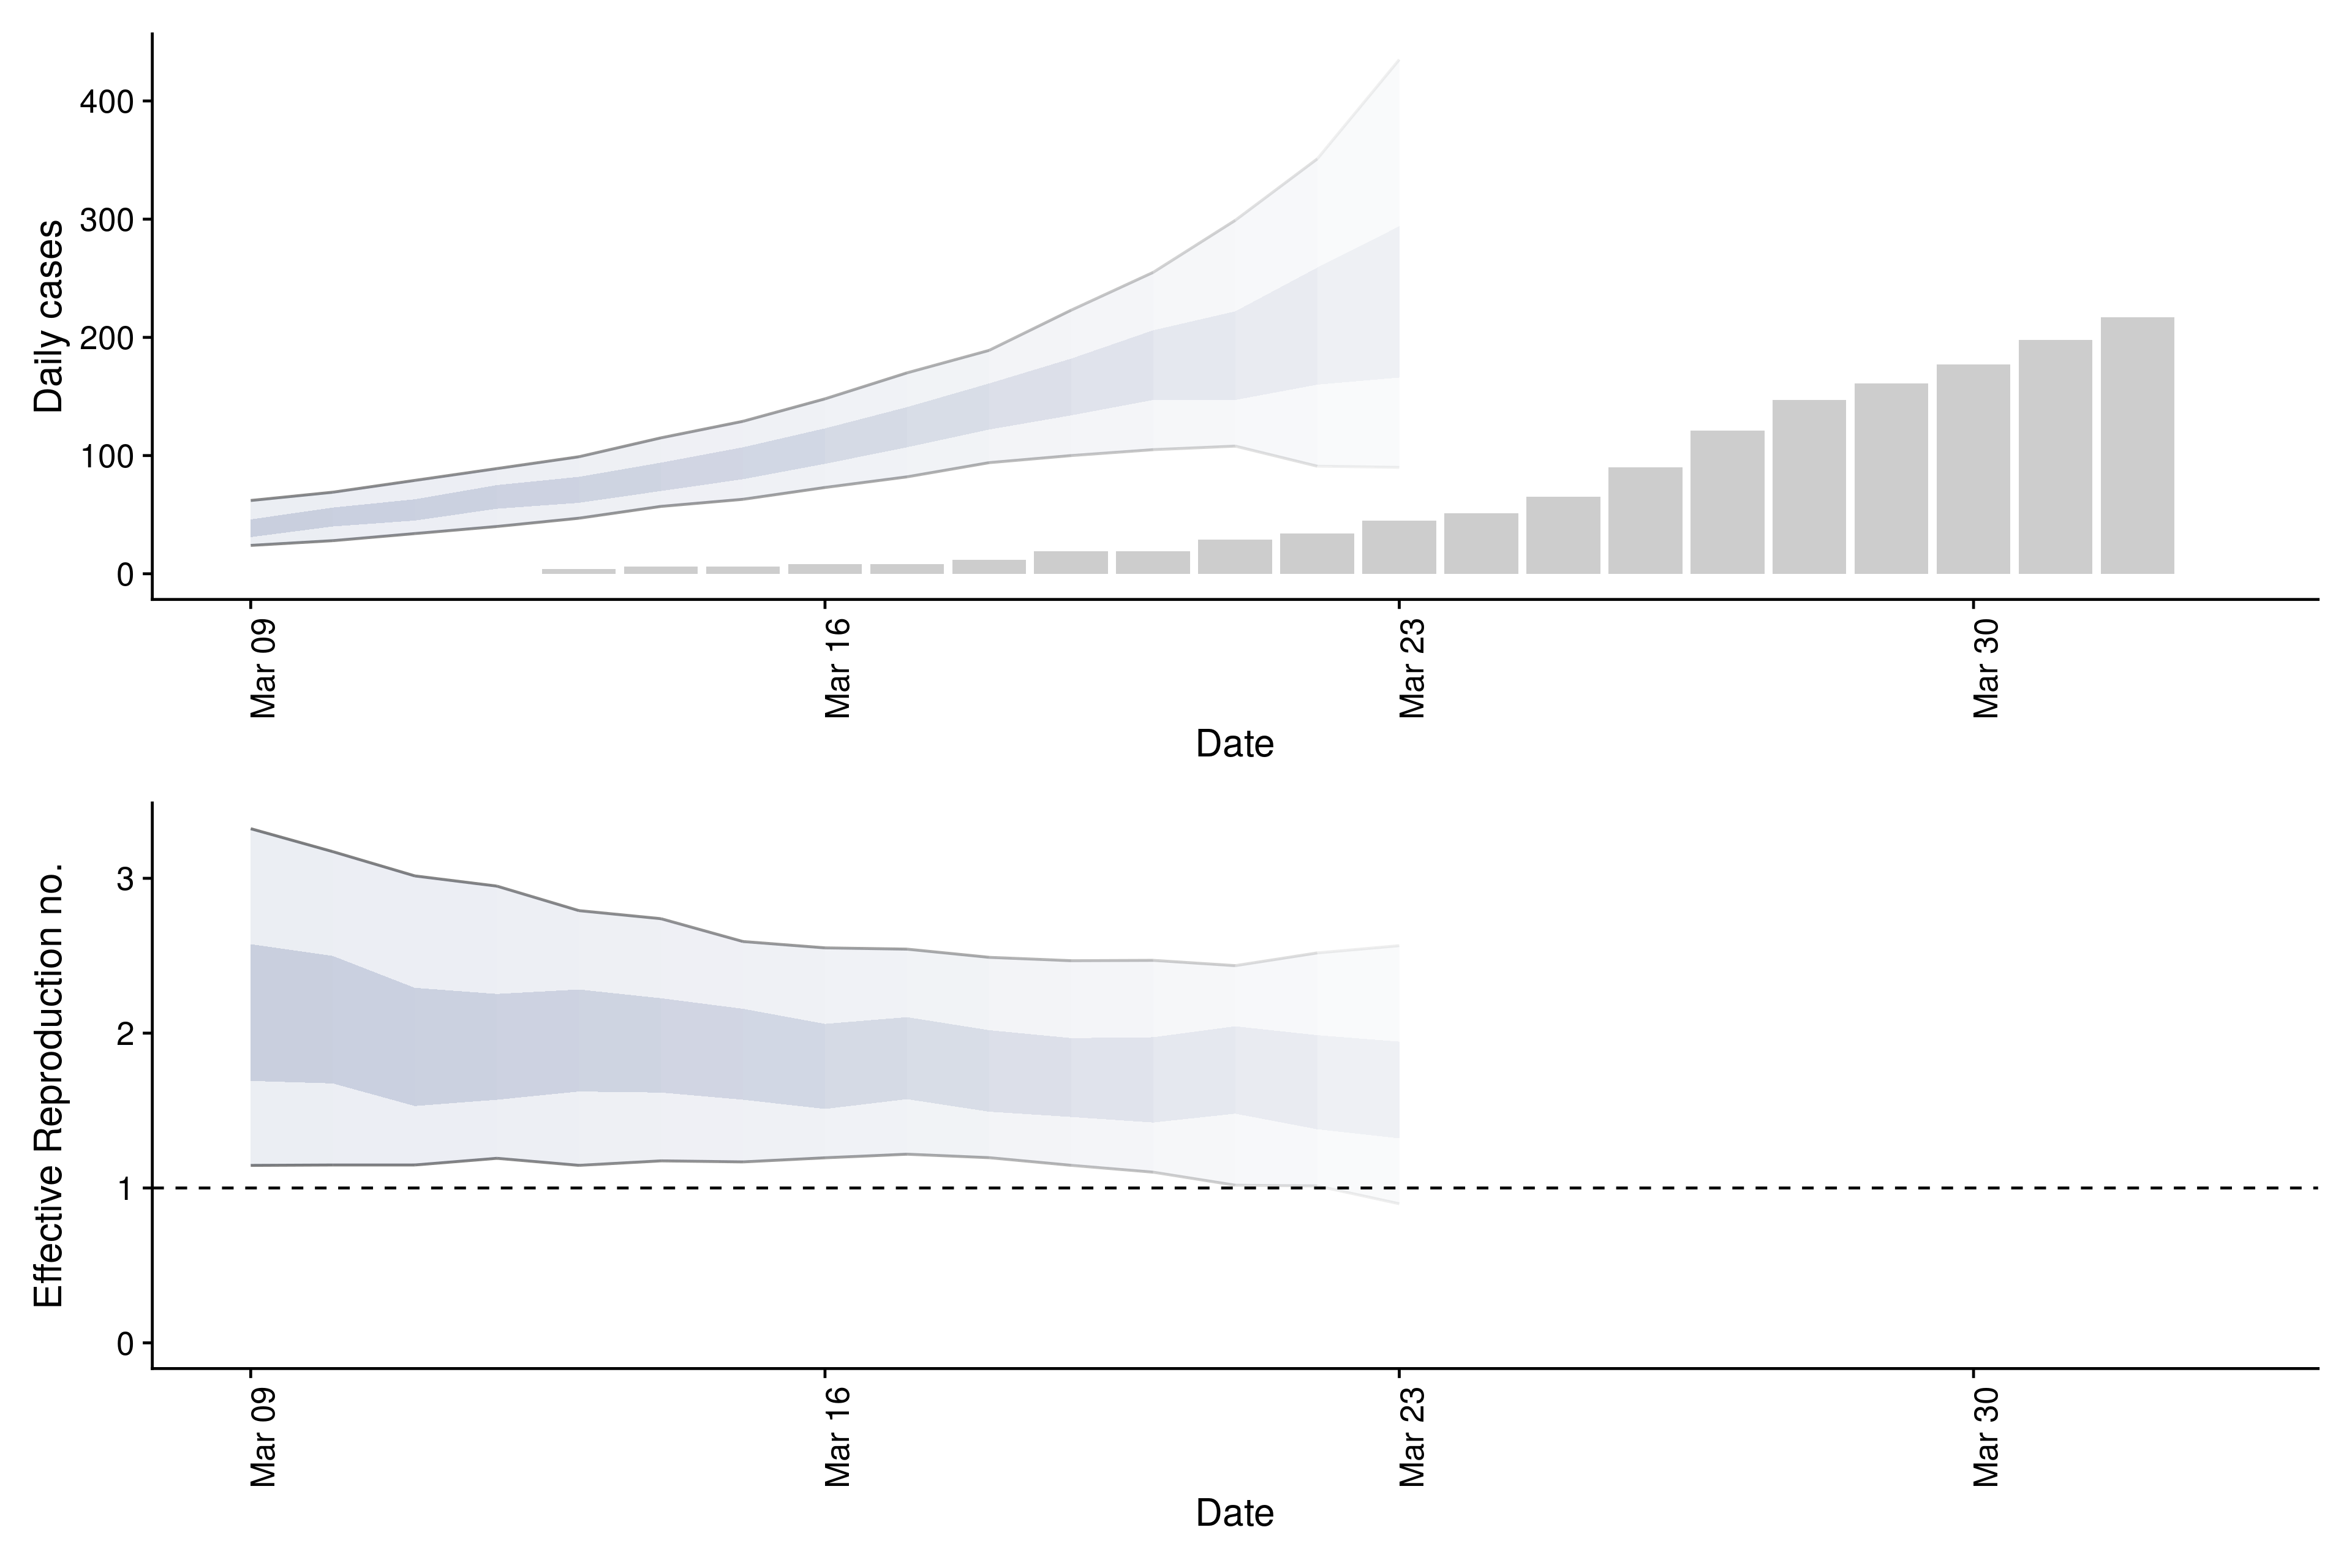 Daily cases
400
300
200
100
0
Mar 09
Mar 16
Mar 23
Mar 30
Date
Effective Reproduction no.
3
2
1
0
Mar 09
Mar 16
Mar 23
Mar 30
Date